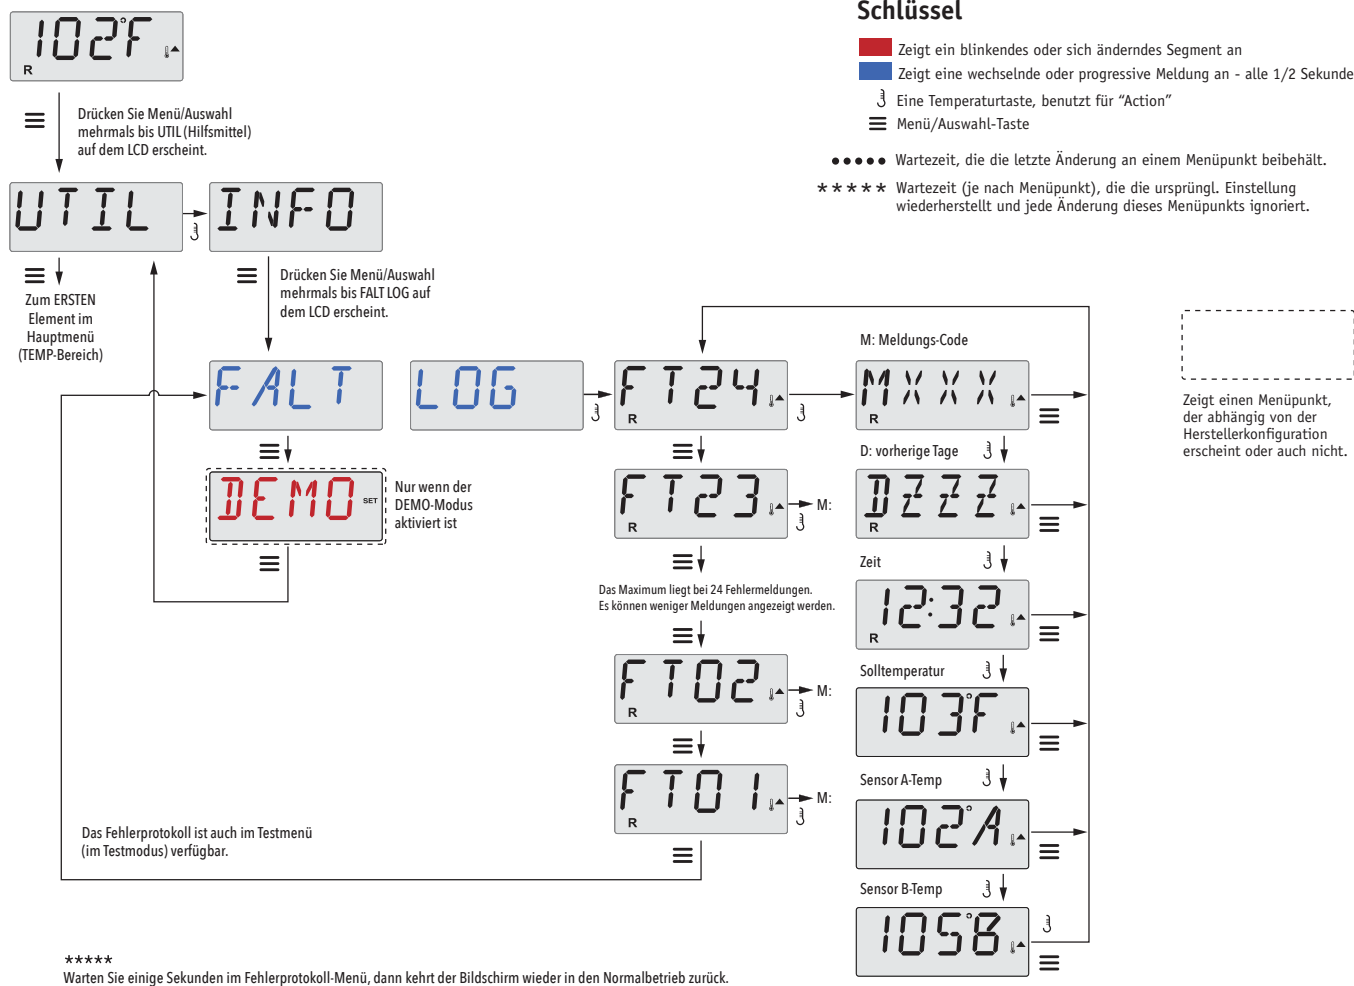 Schlüssel
Zeigt ein blinkendes oder sich änderndes Segment an
Zeigt eine wechselnde oder progressive Meldung an - alle 1/2 Sekunde
Eine Temperaturtaste, benutzt für “Action”
Menü/Auswahl-Taste
••••• Wartezeit, die die letzte Änderung an einem Menüpunkt beibehält.
***** Wartezeit (je nach Menüpunkt), die die ursprüngl. Einstellung
wiederherstellt und jede Änderung dieses Menüpunkts ignoriert.
102°F
R
Drücken Sie Menü/Auswahl
mehrmals bis UTIL (Hilfsmittel)
auf dem LCD erscheint.
UTIL
INFO
Zum ERSTEN
Element im
Hauptmenü
(TEMP-Bereich)
Drücken Sie Menü/Auswahl
mehrmals bis FALT LOG auf
dem LCD erscheint.
FALT
LOG
DEMO
SET
Nur wenn der
DEMO-Modus
aktiviert ist
FT24
R
FT23
R
M:
Das Maximum liegt bei 24 Fehlermeldungen.
Es können weniger Meldungen angezeigt werden.
FT02
R
M:
FT01
R
M:
M: Meldungs-Code
MXXX
R
D: vorherige Tage
DZZZ
R
Zeit
12:32
R
Solltemperatur
103°F
Sensor A-Temp
102°A
Sensor B-Temp
105°B
Zeigt einen Menüpunkt,
der abhängig von der
Herstellerkonfiguration
erscheint oder auch nicht.
Das Fehlerprotokoll ist auch im Testmenü
(im Testmodus) verfügbar.
*****
Warten Sie einige Sekunden im Fehlerprotokoll-Menü, dann kehrt der Bildschirm wieder in den Normalbetrieb zurück.